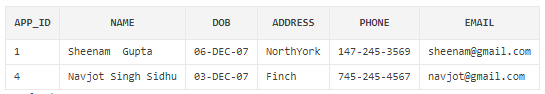 APP_ID NAME DOB ADDRESS PHONE EMAIL
1 Sheenam  Gupta 06-DEC-07 NorthYork 147-245-3569 sheenam@gmail.com
4 Navjot Singh Sidhu 03-DEC-07 Finch 745-245-4567 navjot@gmail.com